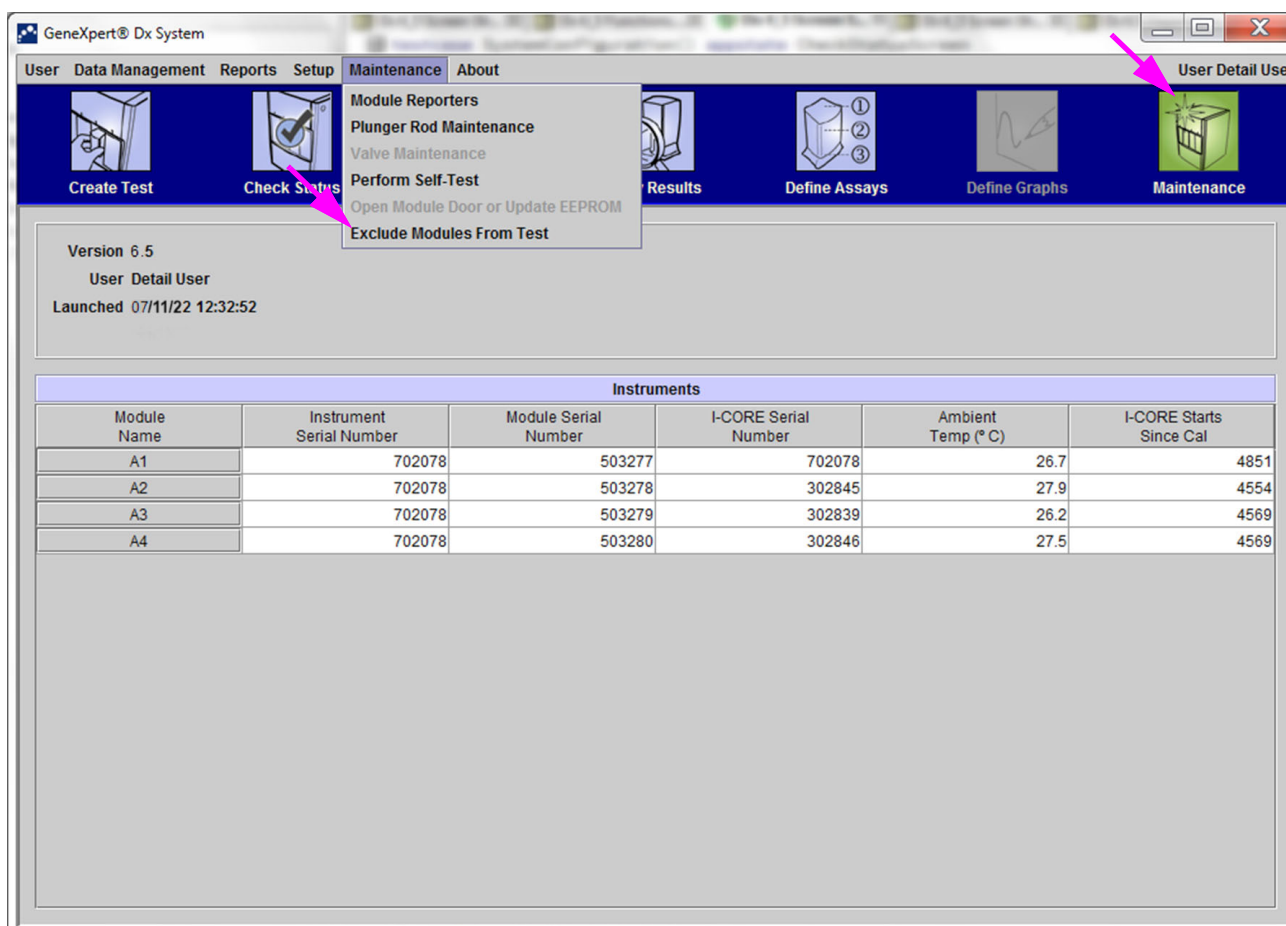 GeneXpert® Dx System
User Data Management Reports Setup Maintenance About User Detail Use
Module Reporters
Plunger Rod Maintenance
Valve Maintenance
Perform Self-Test
Open Module Door or Update EEPROM
Exclude Modules From Test
① ② ③
Create Test Check Status Results Define Assays Define Graphs Maintenance
Version 6.5
User Detail User
Launched 07/11/22 12:32:52
Instruments
Module Name Instrument Serial Number Module Serial Number I-CORE Serial Number Ambient Temp (° C) I-CORE Starts Since Cal
A1 702078 503277 702078 26.7 4851
A2 702078 503278 302845 27.9 4554
A3 702078 503279 302839 26.2 4569
A4 702078 503280 302846 27.5 4569